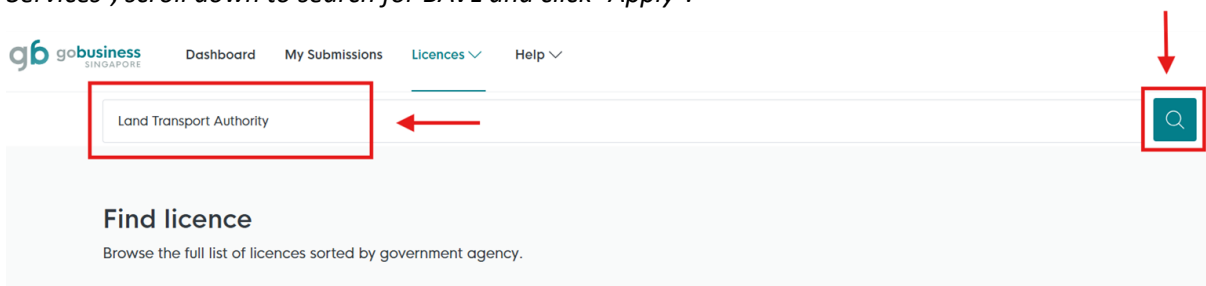 Services", scroll down to search for BAVE and click "Apply".
gb gobusiness
SINGAPORE
Dashboard My Submissions Licences Help
Land Transport Authority
Find licence
Browse the full list of licences sorted by government agency.